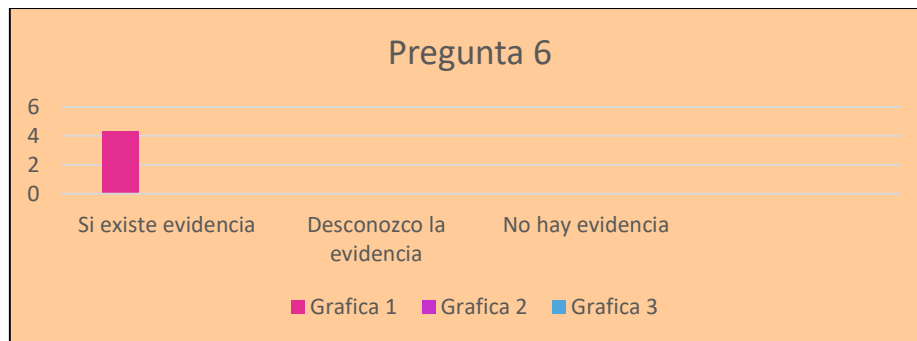 Pregunta 6
6
4
2
0
Si existe evidencia
Desconozco la
evidencia
No hay evidencia
Grafica 1
Grafica 2
Grafica 3